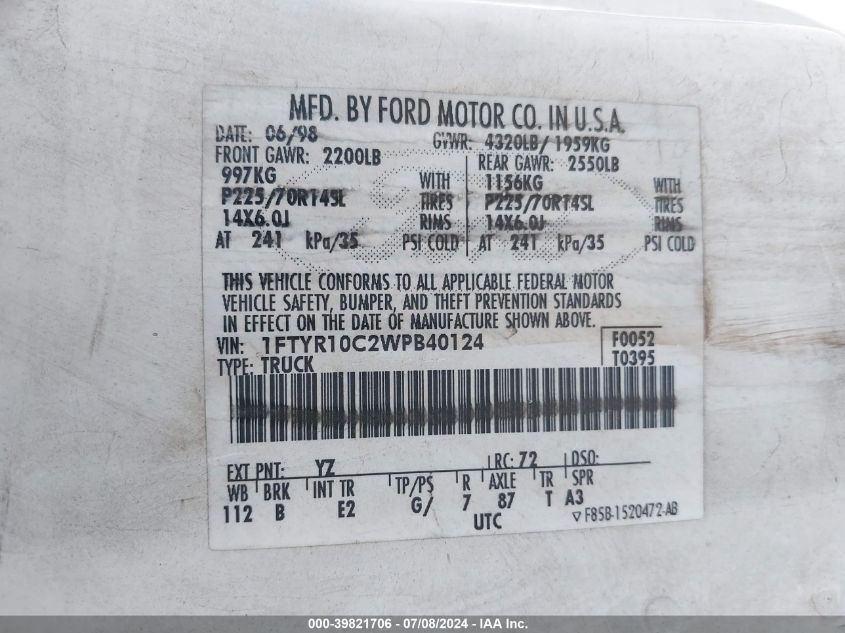 MFD. BY FORD MOTOR CO. IN U.S.A.
DATE: 06/98 GVWR: 4320LB/1959KG
FRONT GAWR: 2200LB REAR GAWR: 2550LB
997KG WITH 1156KG WITH
P225/70R14SL TIRES P225/70R14SL TIRES
14X6.0J RIMS 14X6.0J RIMS
AT 241 kPa/35 PSI COLD AT 241 kPa/35 PSI COLD
THIS VEHICLE CONFORMS TO ALL APPLICABLE FEDERAL MOTOR
VEHICLE SAFETY, BUMPER, AND THEFT PREVENTION STANDARDS
IN EFFECT ON THE DATE OF MANUFACTURE SHOWN ABOVE.
VIN: 1FTYR10C2WPB40124 F0052
TYPE: TRUCK T0395
EXT PNT: YZ RC: 72 DSO:
WB BRK INT TR TP/PS R AXLE TR SPR
112 B E2 G/ 7 87 T A3
UTC ▽ F85B-1520472-AB
000-39821706 - 07/08/2024 - IAA Inc.